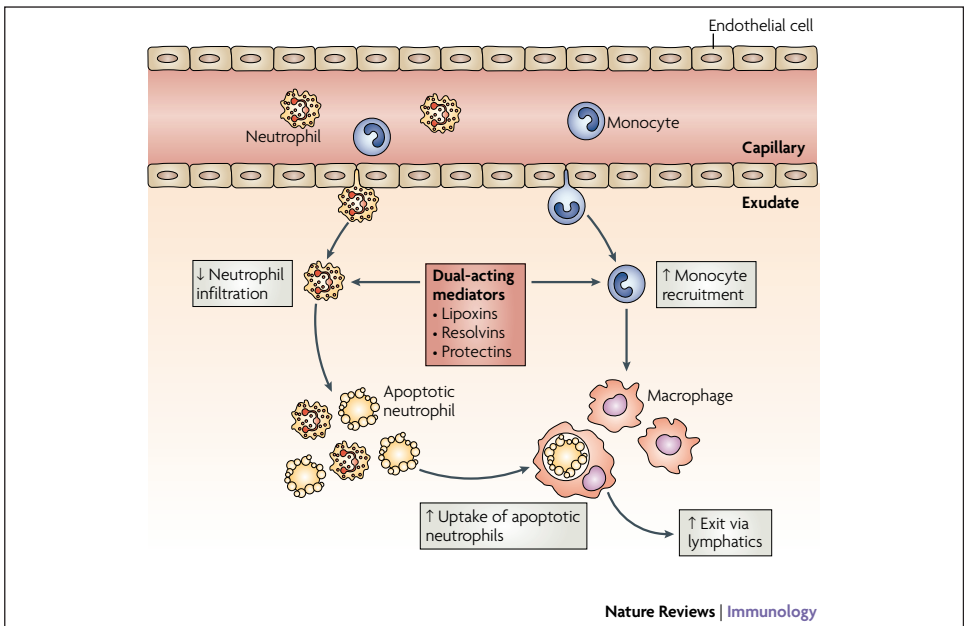 Endothelial cell
Neutrophil
Monocyte
Capillary
Exudate
↓ Neutrophil
infiltration
Dual-acting
mediators
• Lipoxins
• Resolvins
• Protectins
↑ Monocyte
recruitment
Apoptotic
neutrophil
Macrophage
↑ Uptake of apoptotic
neutrophils
↑ Exit via
lymphatics
Nature Reviews | Immunology